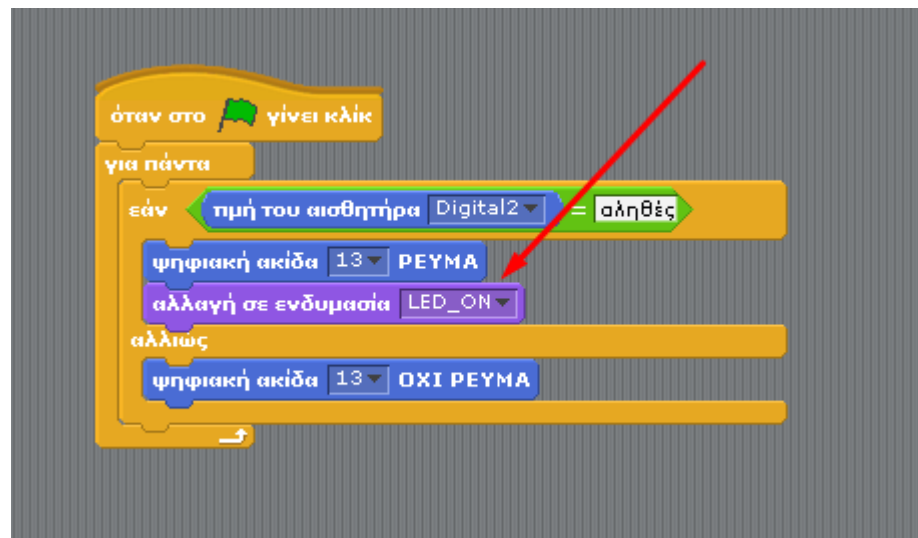 όταν στο γίνει κλίκ
για πάντα
εάν τιμή του αισθητήρα Digital2 = αληθές
ψηφιακή ακίδα 13 ΡΕΥΜΑ
αλλαγή σε ενδυμασία LED_ON
αλλιώς
ψηφιακή ακίδα 13 ΟΧΙ ΡΕΥΜΑ